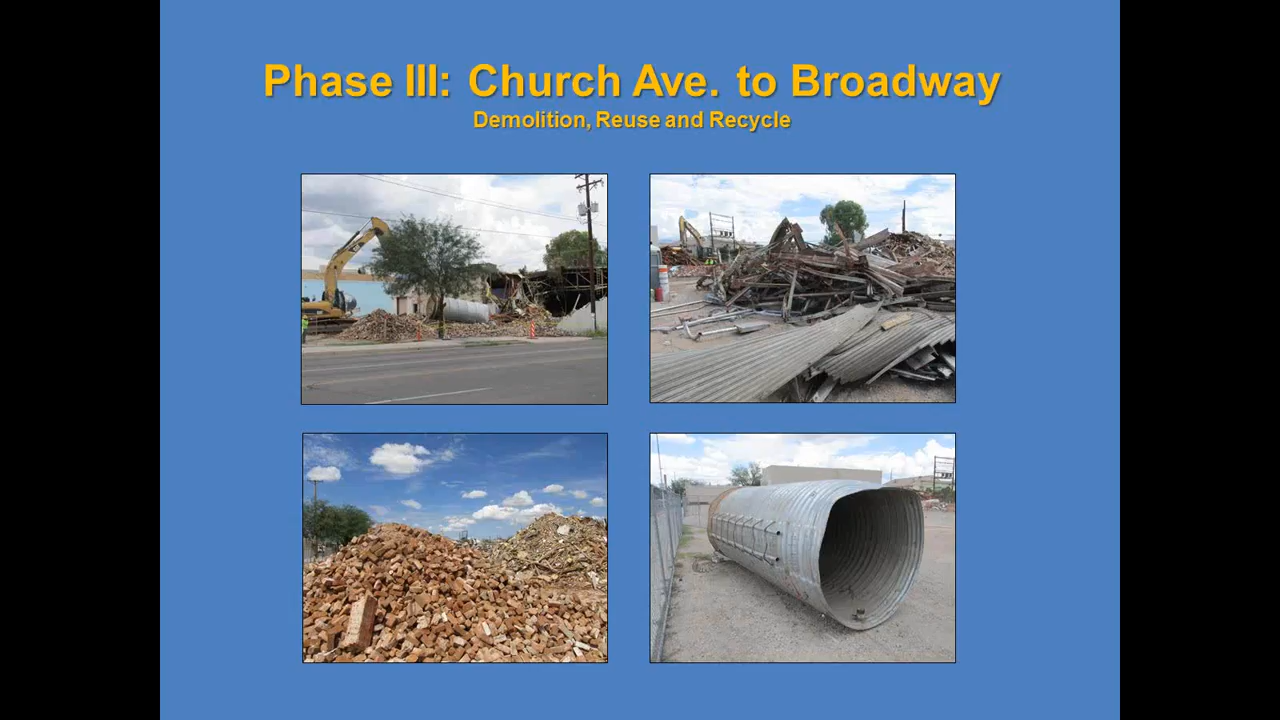 Phase III: Church Ave. to Broadway
Demolition, Reuse and Recycle